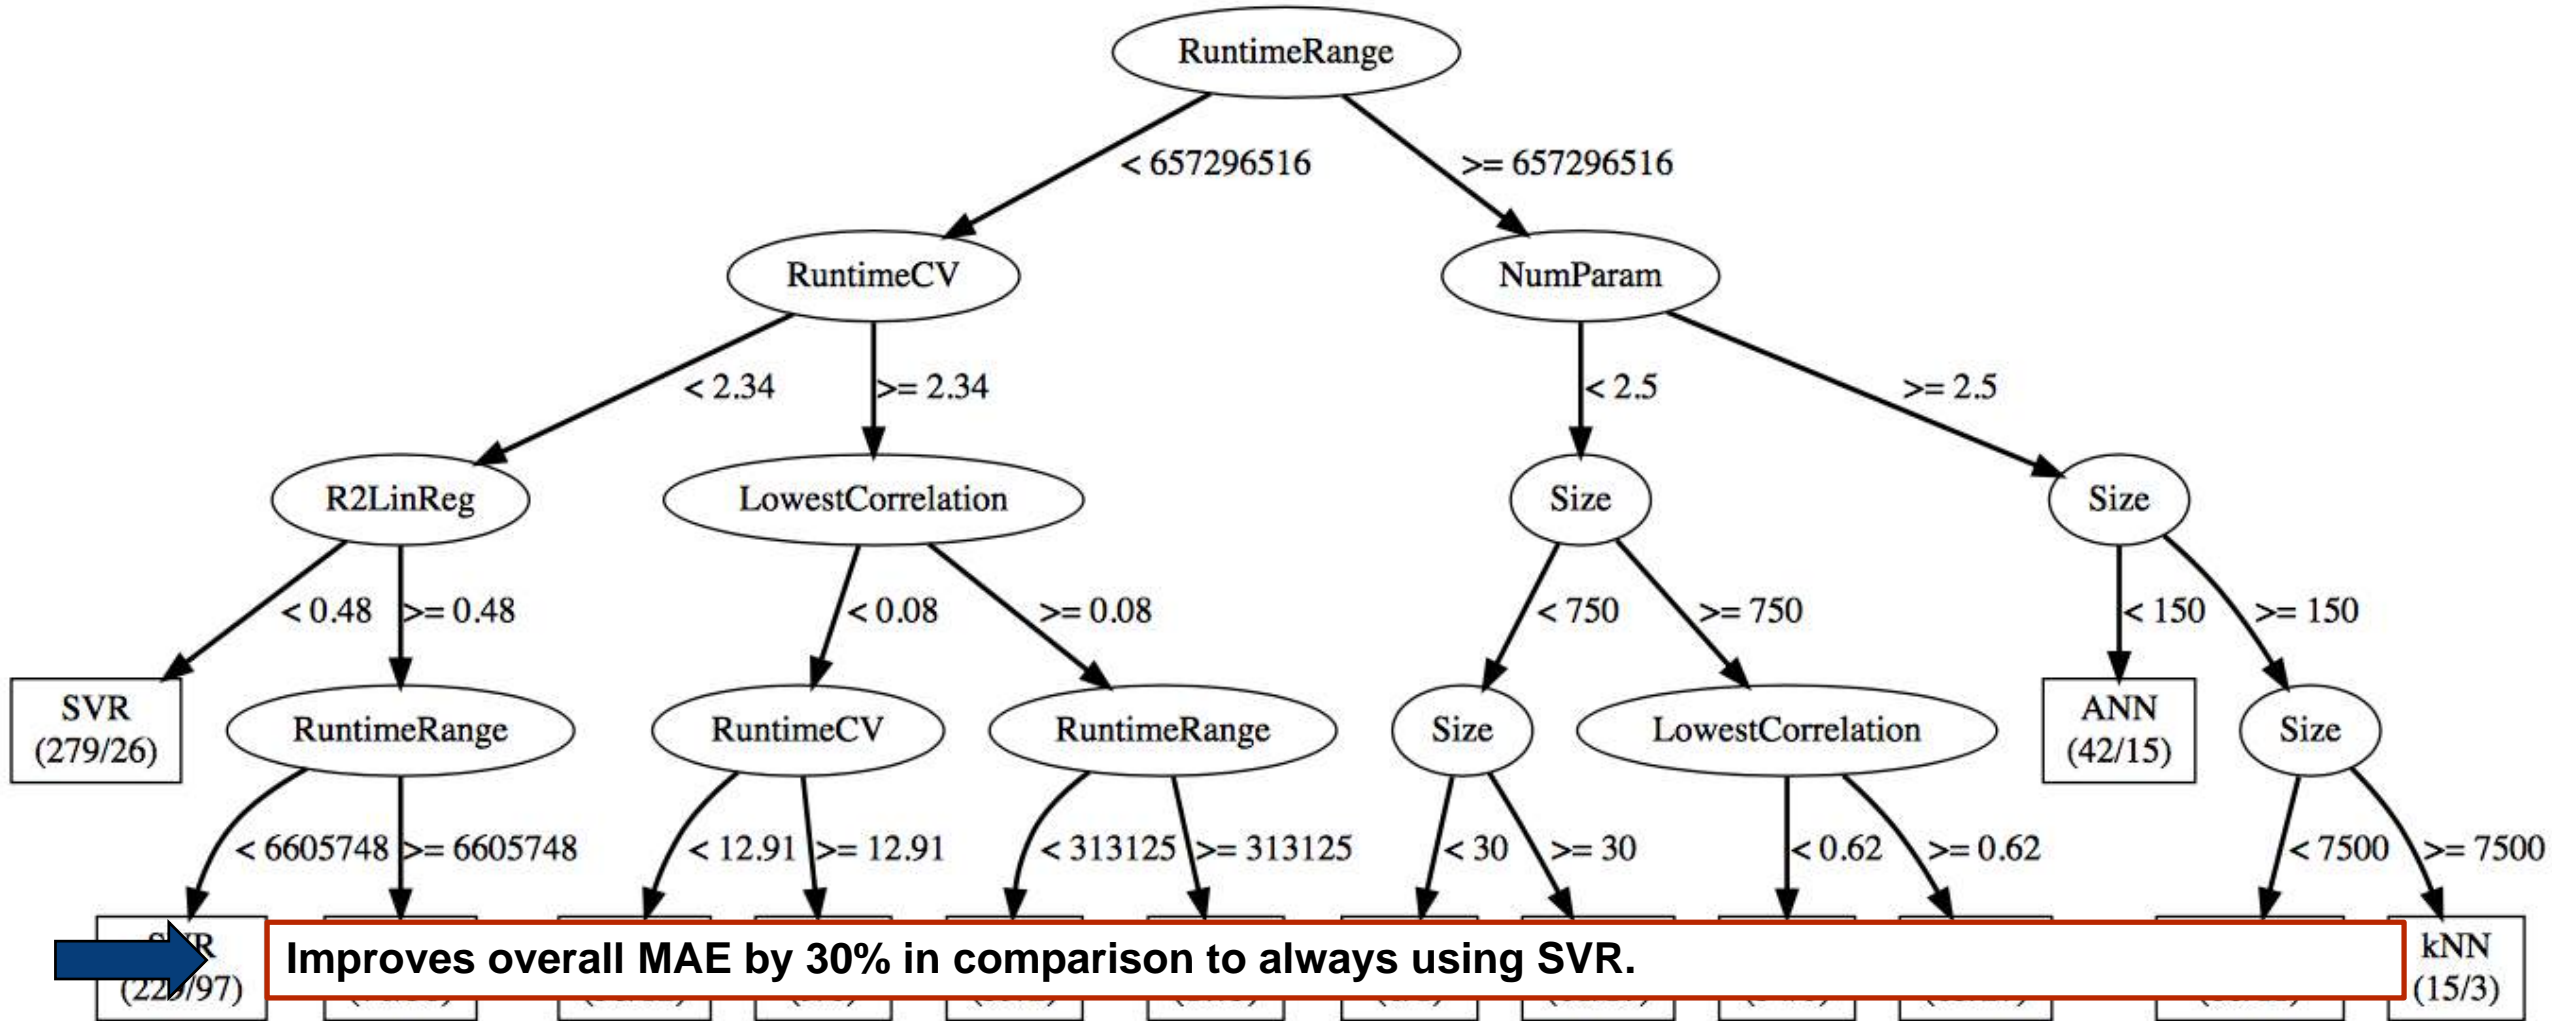 RuntimeRange
< 657296516
>= 657296516
RuntimeCV
NumParam
< 2.34
>= 2.34
< 2.5
>= 2.5
R2LinReg
LowestCorrelation
Size
Size
< 0.48
>= 0.48
< 0.08
>= 0.08
< 750
>= 750
< 150
>= 150
SVR
(279/26)
RuntimeRange
RuntimeCV
RuntimeRange
Size
LowestCorrelation
ANN
(42/15)
Size
< 6605748
>= 6605748
< 12.91
>= 12.91
< 313125
>= 313125
< 30
>= 30
< 0.62
>= 0.62
< 7500
>= 7500
Improves overall MAE by 30% in comparison to always using SVR.
kNN
(15/3)